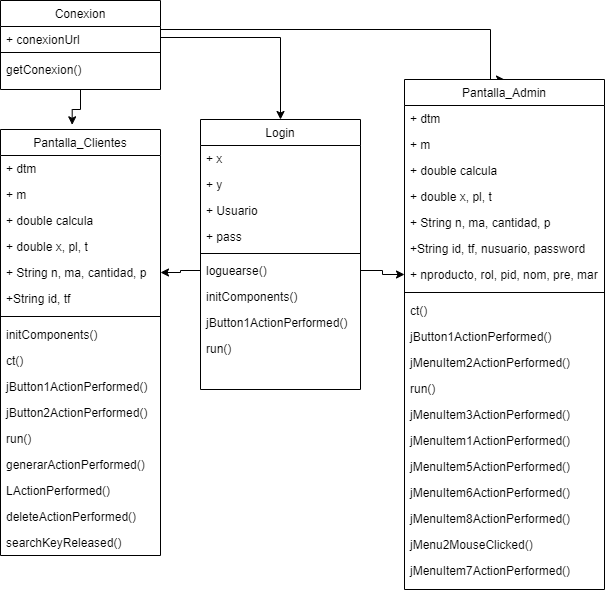 Conexion
+ conexionUrl
getConexion()
Pantalla_Clientes
+ dtm
+ m
+ double calcula
+ double x, pl, t
+ String n, ma, cantidad, p
+String id, tf
initComponents()
ct()
jButton1ActionPerformed()
jButton2ActionPerformed()
run()
generarActionPerformed()
LActionPerformed()
deleteActionPerformed()
searchKeyReleased()
Login
+ x
+ y
+ Usuario
+ pass
loguearse()
initComponents()
jButton1ActionPerformed()
run()
Pantalla_Admin
+ dtm
+ m
+ double calcula
+ double x, pl, t
+ String n, ma, cantidad, p
+String id, tf, nusuario, password
+ nproducto, rol, pid, nom, pre, mar
ct()
jButton1ActionPerformed()
jMenuItem2ActionPerformed()
run()
jMenuItem3ActionPerformed()
jMenuItem1ActionPerformed()
jMenuItem5ActionPerformed()
jMenuItem6ActionPerformed()
jMenuItem8ActionPerformed()
jMenu2MouseClicked()
jMenuItem7ActionPerformed()